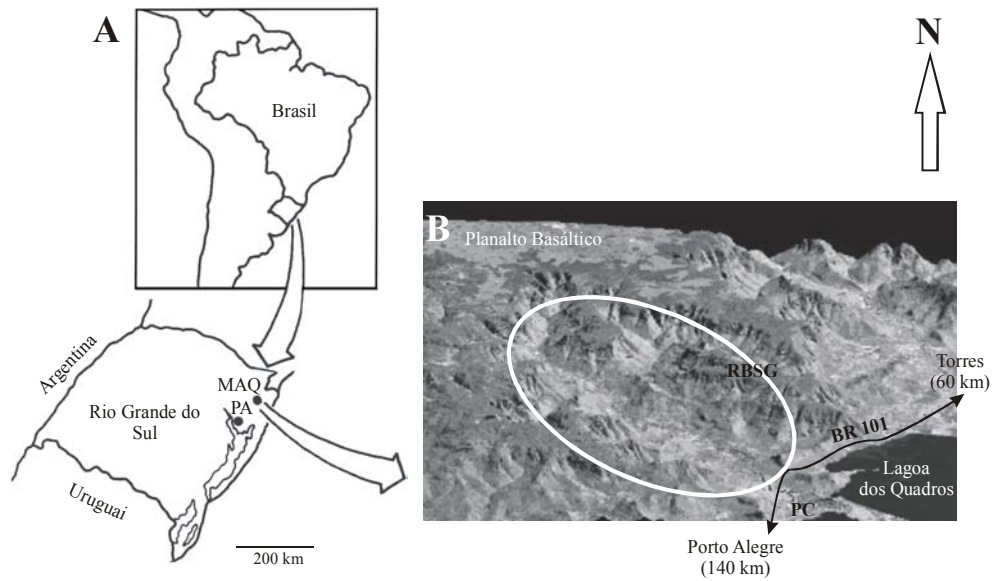 A
Brasil
N
Argentina
MAQ
PA
Rio Grande do
Sul
Uruguai
200 km
B
Planalto Basáltico
RBSG
Torres
(60 km)
BR 101
Lagoa
dos Quadros
PC
Porto Alegre
(140 km)